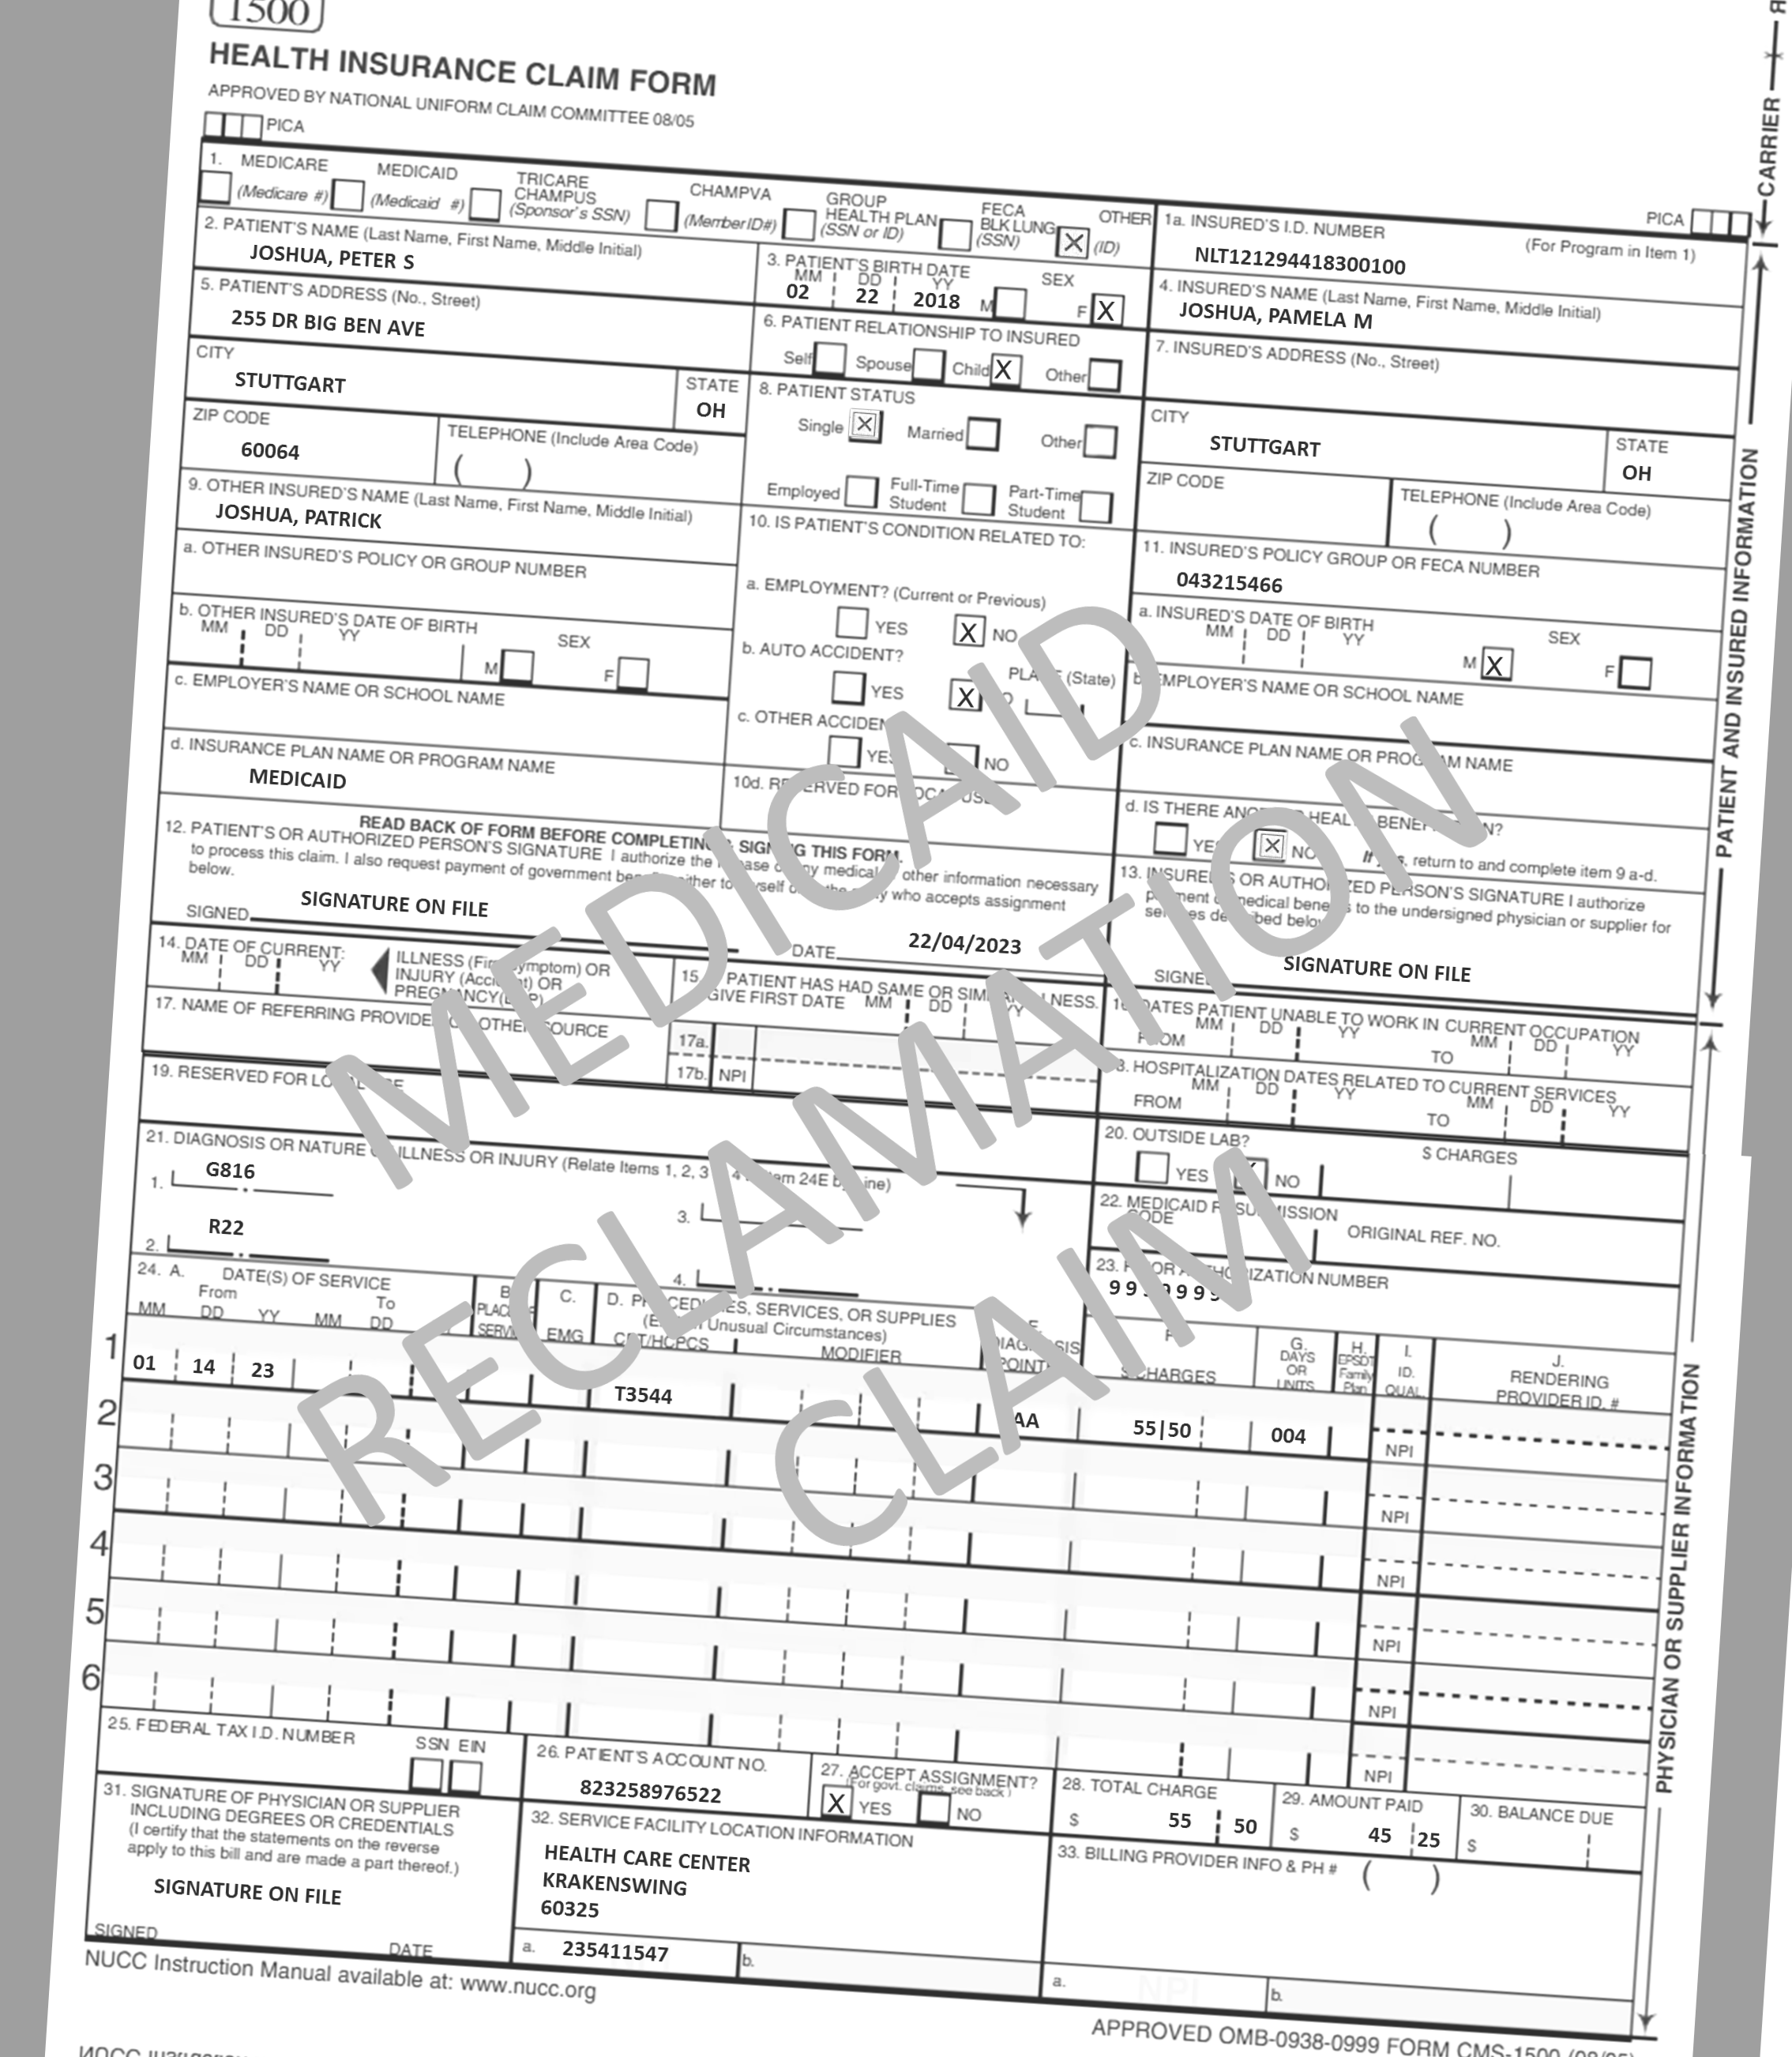 1500
HEALTH INSURANCE CLAIM FORM
APPROVED BY NATIONAL UNIFORM CLAIM COMMITTEE 08/05
PICA
PICA
CARRIER
1. MEDICARE MEDICAID TRICARE CHAMPUS CHAMPVA GROUP HEALTH PLAN FECA BLK LUNG OTHER
(Medicare #) (Medicaid #) (Sponsor's SSN) (Member ID#) (SSN or ID) (SSN) X (ID)
1a. INSURED'S I.D. NUMBER (For Program in Item 1)
NLT121294418300100
2. PATIENT'S NAME (Last Name, First Name, Middle Initial)
JOSHUA, PETER S
3. PATIENT'S BIRTH DATE SEX
MM DD YY
02 22 2018 M F X
4. INSURED'S NAME (Last Name, First Name, Middle Initial)
JOSHUA, PAMELA M
5. PATIENT'S ADDRESS (No., Street)
255 DR BIG BEN AVE
6. PATIENT RELATIONSHIP TO INSURED
Self Spouse Child X Other
7. INSURED'S ADDRESS (No., Street)
CITY
STUTTGART
STATE
OH
8. PATIENT STATUS
Single X Married Other
Employed Full-Time Student Part-Time Student
CITY
STUTTGART
STATE
OH
ZIP CODE
60064
TELEPHONE (Include Area Code)
( )
ZIP CODE
TELEPHONE (Include Area Code)
( )
9. OTHER INSURED'S NAME (Last Name, First Name, Middle Initial)
JOSHUA, PATRICK
10. IS PATIENT'S CONDITION RELATED TO:
11. INSURED'S POLICY GROUP OR FECA NUMBER
043215466
a. OTHER INSURED'S POLICY OR GROUP NUMBER
a. EMPLOYMENT? (Current or Previous)
YES X NO
a. INSURED'S DATE OF BIRTH SEX
MM DD YY M X F
b. OTHER INSURED'S DATE OF BIRTH SEX
MM DD YY M F
b. AUTO ACCIDENT? PLACE (State)
YES X NO
b. EMPLOYER'S NAME OR SCHOOL NAME
c. EMPLOYER'S NAME OR SCHOOL NAME
c. OTHER ACCIDENT
YES NO
c. INSURANCE PLAN NAME OR PROGRAM NAME
d. INSURANCE PLAN NAME OR PROGRAM NAME
MEDICAID
10d. RESERVED FOR LOCAL USE
d. IS THERE ANOTHER HEALTH BENEFIT PLAN?
YES X NO If yes, return to and complete item 9 a-d.
READ BACK OF FORM BEFORE COMPLETING & SIGNING THIS FORM.
12. PATIENT'S OR AUTHORIZED PERSON'S SIGNATURE I authorize the release of any medical or other information necessary
to process this claim. I also request payment of government benefits either to myself or to the party who accepts assignment
below.
SIGNATURE ON FILE
SIGNED
DATE
22/04/2023
13. INSURED'S OR AUTHORIZED PERSON'S SIGNATURE I authorize
payment of medical benefits to the undersigned physician or supplier for
services described below.
SIGNATURE ON FILE
SIGNED
PATIENT AND INSURED INFORMATION
14. DATE OF CURRENT:
MM DD YY
ILLNESS (First symptom) OR
INJURY (Accident) OR
PREGNANCY(LMP)
15. PATIENT HAS HAD SAME OR SIMILAR ILLNESS.
GIVE FIRST DATE MM DD YY
16. DATES PATIENT UNABLE TO WORK IN CURRENT OCCUPATION
MM DD YY MM DD YY
FROM TO
17. NAME OF REFERRING PROVIDER OR OTHER SOURCE
17a.
17b. NPI
18. HOSPITALIZATION DATES RELATED TO CURRENT SERVICES
MM DD YY MM DD YY
FROM TO
19. RESERVED FOR LOCAL USE
20. OUTSIDE LAB? $ CHARGES
YES NO
21. DIAGNOSIS OR NATURE OF ILLNESS OR INJURY (Relate Items 1, 2, 3 or 4 to Item 24E by Line)
1. G816
2. R22
3.
4.
22. MEDICAID RESUBMISSION
CODE ORIGINAL REF. NO.
23. PRIOR AUTHORIZATION NUMBER
9999999
24. A. DATE(S) OF SERVICE
From To
MM DD YY MM DD
B. PLACE OF SERVICE
C. EMG
D. PROCEDURES, SERVICES, OR SUPPLIES
(Explain Unusual Circumstances)
CPT/HCPCS MODIFIER
E. DIAGNOSIS POINTER
F. $ CHARGES
G. DAYS OR UNITS
H. EPSDT Family Plan
I. ID. QUAL
J. RENDERING PROVIDER ID. #
1 01 14 23 T3544 AA 55|50 004 NPI
2 NPI
3 NPI
4 NPI
5 NPI
6 NPI
25. FEDERAL TAX I.D. NUMBER SSN EIN
26. PATIENT'S ACCOUNT NO.
823258976522
27. ACCEPT ASSIGNMENT?
(For govt. claims, see back)
X YES NO
28. TOTAL CHARGE
$ 55 50
29. AMOUNT PAID
$ 45 25
30. BALANCE DUE
$
31. SIGNATURE OF PHYSICIAN OR SUPPLIER
INCLUDING DEGREES OR CREDENTIALS
(I certify that the statements on the reverse
apply to this bill and are made a part thereof.)
SIGNATURE ON FILE
SIGNED DATE
32. SERVICE FACILITY LOCATION INFORMATION
HEALTH CARE CENTER
KRAKENSWING
60325
a. 235411547 b.
33. BILLING PROVIDER INFO & PH # ( )
a. NPI b.
PHYSICIAN OR SUPPLIER INFORMATION
NUCC Instruction Manual available at: www.nucc.org
APPROVED OMB-0938-0999 FORM CMS-1500 (08/05)
MEDICAID
RECLAMATION
CLAIM